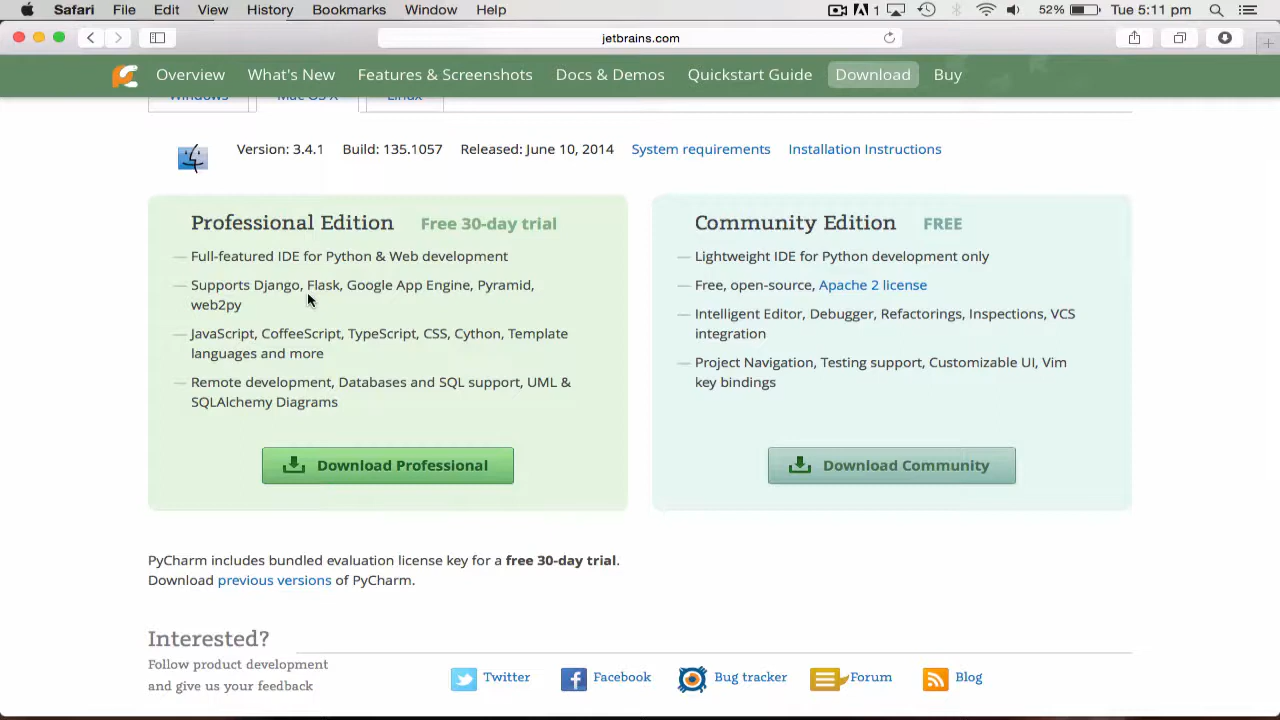 Safari File Edit View History Bookmarks Window Help 1 52% Tue 5:11 pm
jetbrains.com
Overview What's New Features & Screenshots Docs & Demos Quickstart Guide Download Buy
Windows Mac OS X Linux
Version: 3.4.1 Build: 135.1057 Released: June 10, 2014 System requirements Installation Instructions
Professional Edition Free 30-day trial
Full-featured IDE for Python & Web development
Supports Django, Flask, Google App Engine, Pyramid,
web2py
JavaScript, CoffeeScript, TypeScript, CSS, Cython, Template
languages and more
Remote development, Databases and SQL support, UML &
SQLAlchemy Diagrams
Download Professional
Community Edition FREE
Lightweight IDE for Python development only
Free, open-source, Apache 2 license
Intelligent Editor, Debugger, Refactorings, Inspections, VCS
integration
Project Navigation, Testing support, Customizable UI, Vim
key bindings
Download Community
PyCharm includes bundled evaluation license key for a free 30-day trial.
Download previous versions of PyCharm.
Interested?
Follow product development
and give us your feedback
Twitter Facebook Bug tracker Forum Blog